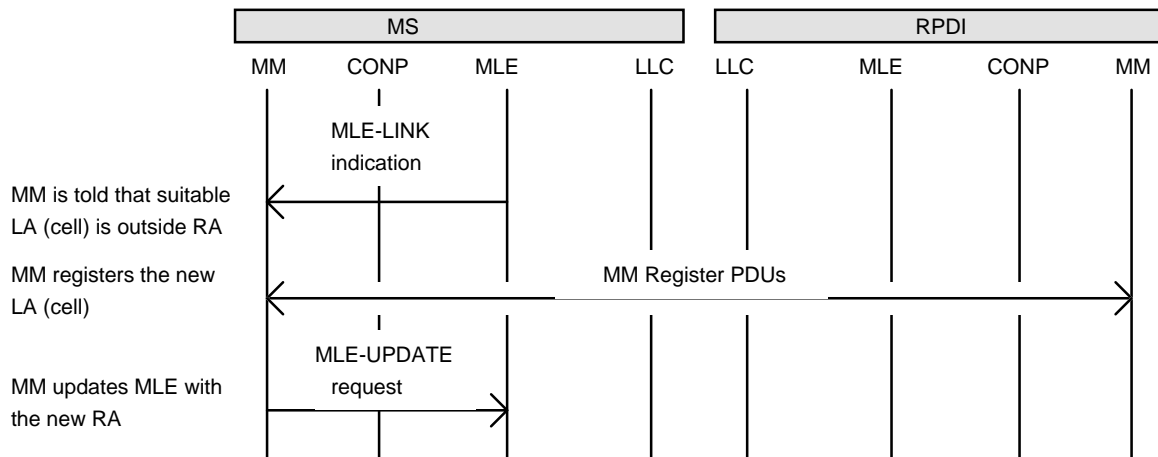 MS RPDI
MM CONP MLE LLC LLC MLE CONP MM
MLE-LINK
indication
MM is told that suitable
LA (cell) is outside RA
MM registers the new
LA (cell)
MM Register PDUs
MLE-UPDATE
request
MM updates MLE with
the new RA